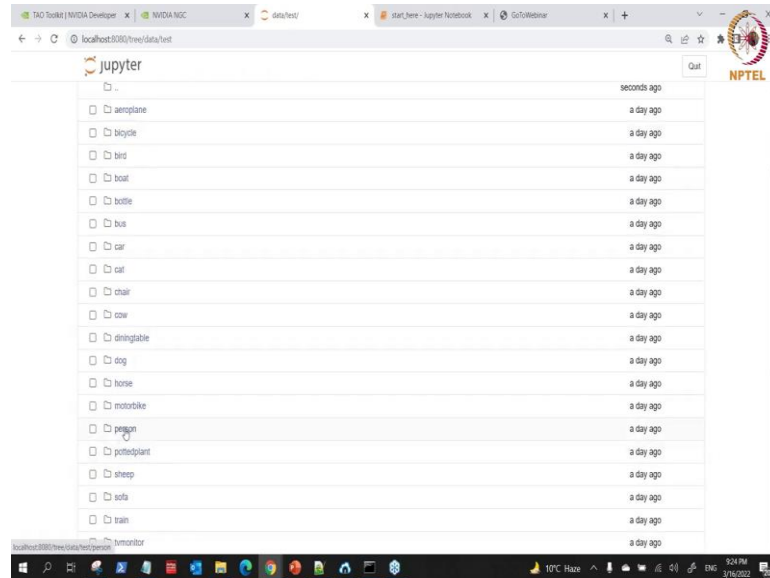 TAO Toolkit | NVIDIA Developer x NVIDIA NGC x data/test/ x start_here - Jupyter Notebook x GoToWebinar x +
localhost:8080/tree/data/test
jupyter Quit
NPTEL
.. seconds ago
aeroplane a day ago
bicycle a day ago
bird a day ago
boat a day ago
bottle a day ago
bus a day ago
car a day ago
cat a day ago
chair a day ago
cow a day ago
diningtable a day ago
dog a day ago
horse a day ago
motorbike a day ago
person a day ago
pottedplant a day ago
sheep a day ago
sofa a day ago
train a day ago
tvmonitor a day ago
localhost:8080/tree/data/test/person
10°C Haze ENG 9:24 PM
3/16/2022